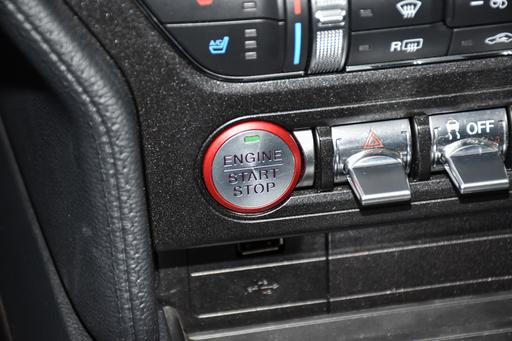 A/C
R
ENGINE
START
STOP
OFF